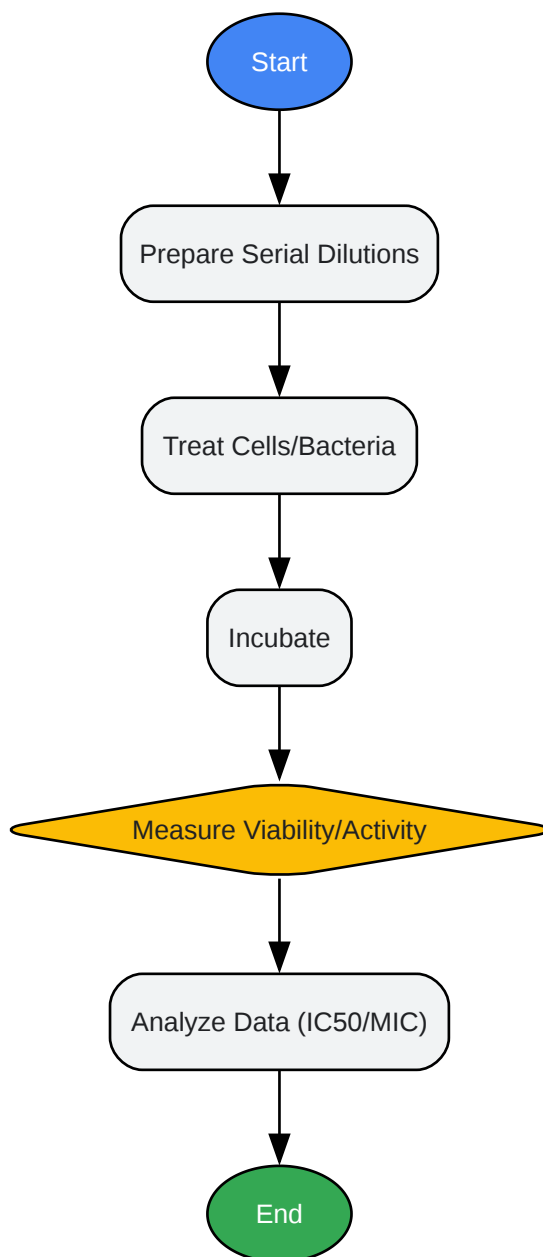 Start
Prepare Serial Dilutions
Treat Cells/Bacteria
Incubate
Measure Viability/Activity
Analyze Data (IC50/MIC)
End